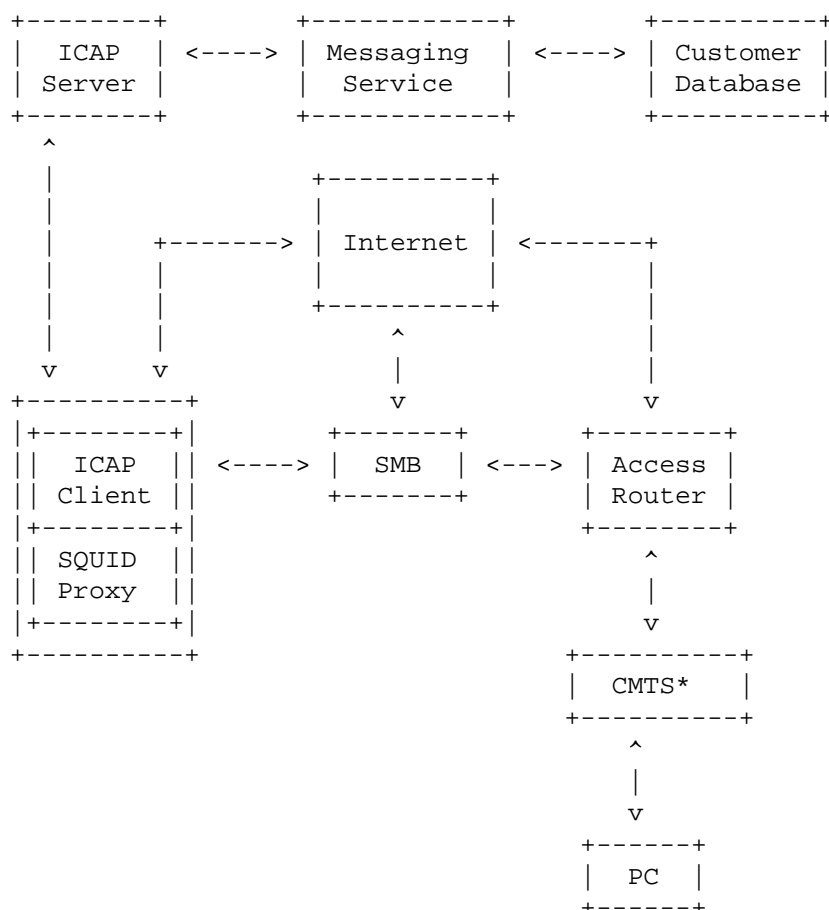 ICAP Messaging Customer
Server Service Database
Internet
ICAP SMB Access
Client Router
SQUID
Proxy
CMTS*
PC